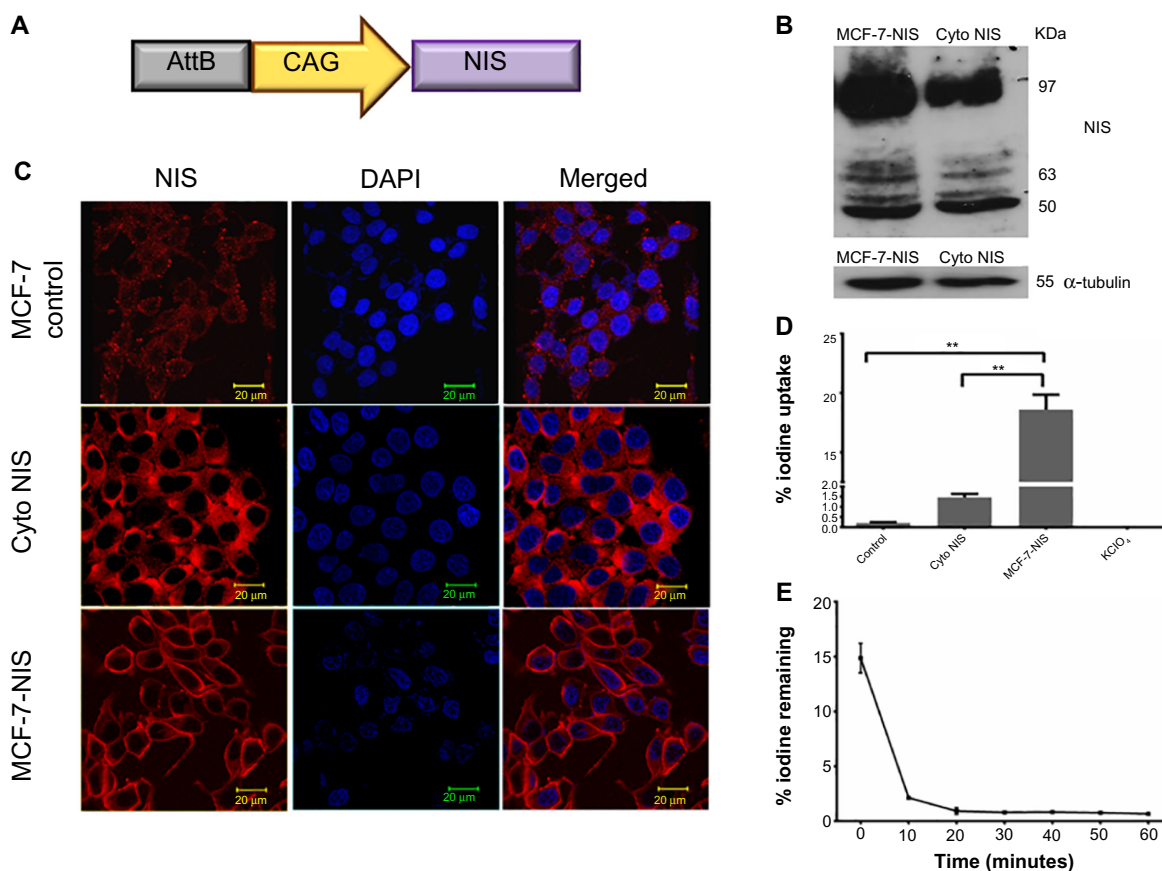 A
AttB CAG NIS
B
MCF-7-NIS Cyto NIS KDa
97
NIS
63
50
MCF-7-NIS Cyto NIS
55 α-tubulin
C
NIS DAPI Merged
MCF-7 control
20 µm 20 µm 20 µm
Cyto NIS
20 µm 20 µm 20 µm
MCF-7-NIS
20 µm 20 µm 20 µm
D
% iodine uptake
25
20
15
2.0
1.5
1.0
0.5
0.0
**
**
Control Cyto NIS MCF-7-NIS KClO₄
E
% iodine remaining
20
15
10
5
0
0 10 20 30 40 50 60
Time (minutes)